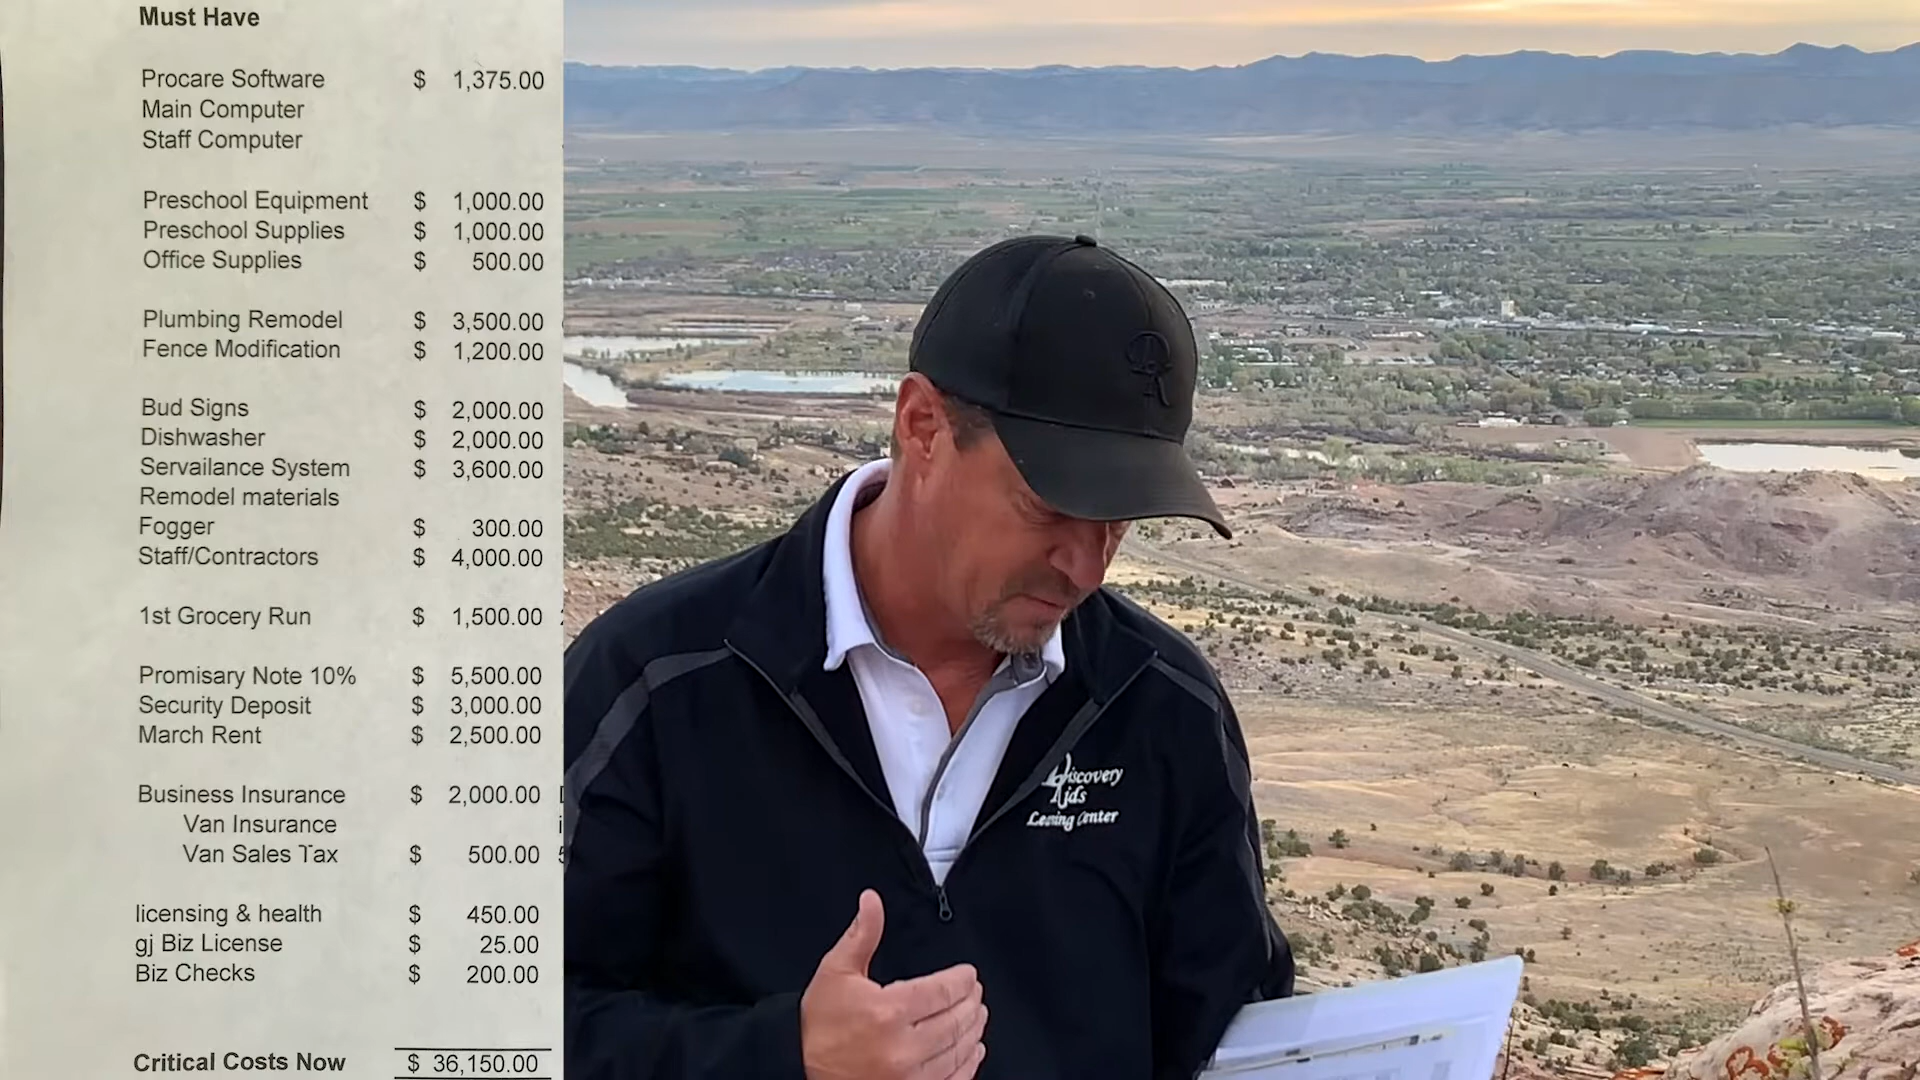 Must Have
Procare Software $ 1,375.00
Main Computer
Staff Computer
Preschool Equipment $ 1,000.00
Preschool Supplies $ 1,000.00
Office Supplies $ 500.00
Plumbing Remodel $ 3,500.00
Fence Modification $ 1,200.00
Bud Signs $ 2,000.00
Dishwasher $ 2,000.00
Servailance System $ 3,600.00
Remodel materials
Fogger $ 300.00
Staff/Contractors $ 4,000.00
1st Grocery Run $ 1,500.00
Promisary Note 10% $ 5,500.00
Security Deposit $ 3,000.00
March Rent $ 2,500.00
Business Insurance $ 2,000.00
Van Insurance
Van Sales Tax $ 500.00
licensing & health $ 450.00
gj Biz License $ 25.00
Biz Checks $ 200.00
Critical Costs Now $ 36,150.00
Discovery
Kids
Center